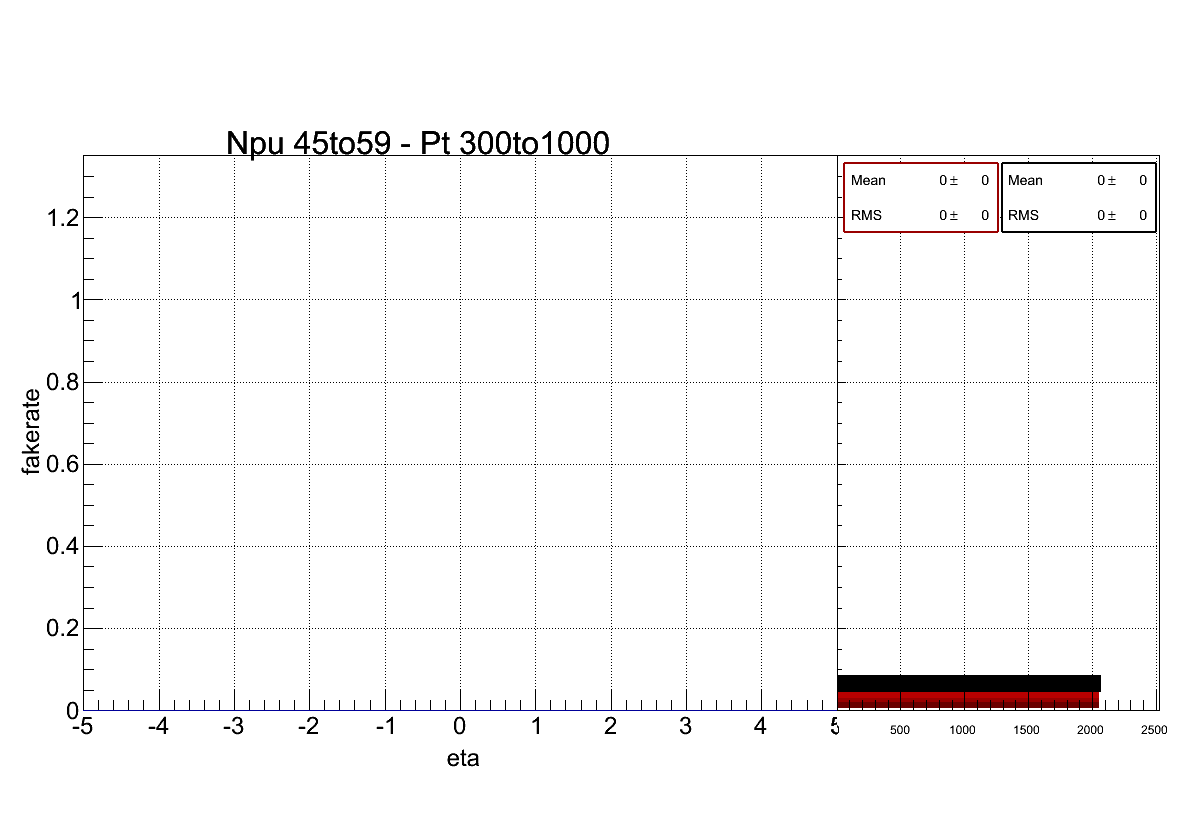 Npu 45to59 - Pt 300to1000
Mean 0 ± 0
RMS 0 ± 0
Mean 0 ± 0
RMS 0 ± 0
fakerate
1.2
1
0.8
0.6
0.4
0.2
0
-5 -4 -3 -2 -1 0 1 2 3 4 5
500 1000 1500 2000 2500
eta